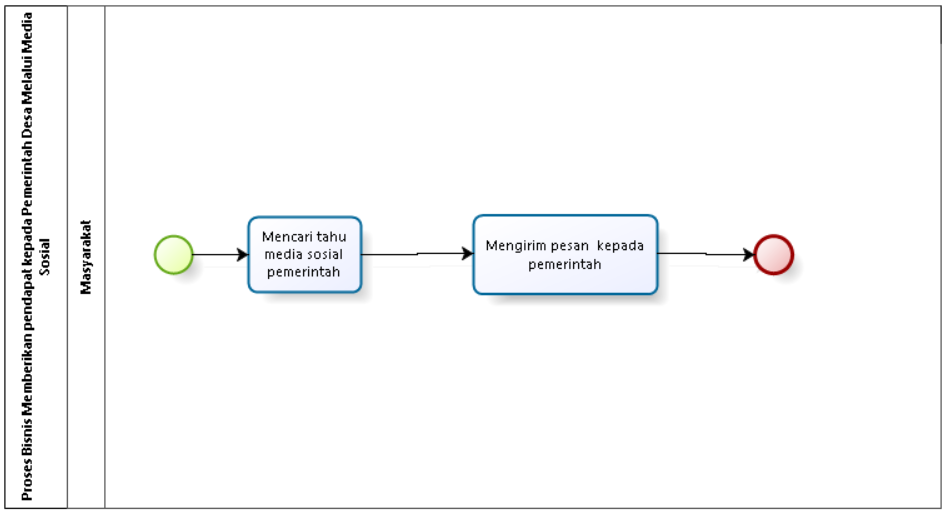 Proses Bisnis Memberikan pendapat kepada Pemerintah Desa Melalui Media
Sosial
Masyarakat
Mencari tahu
media sosial
pemerintah
Mengirim pesan kepada
pemerintah